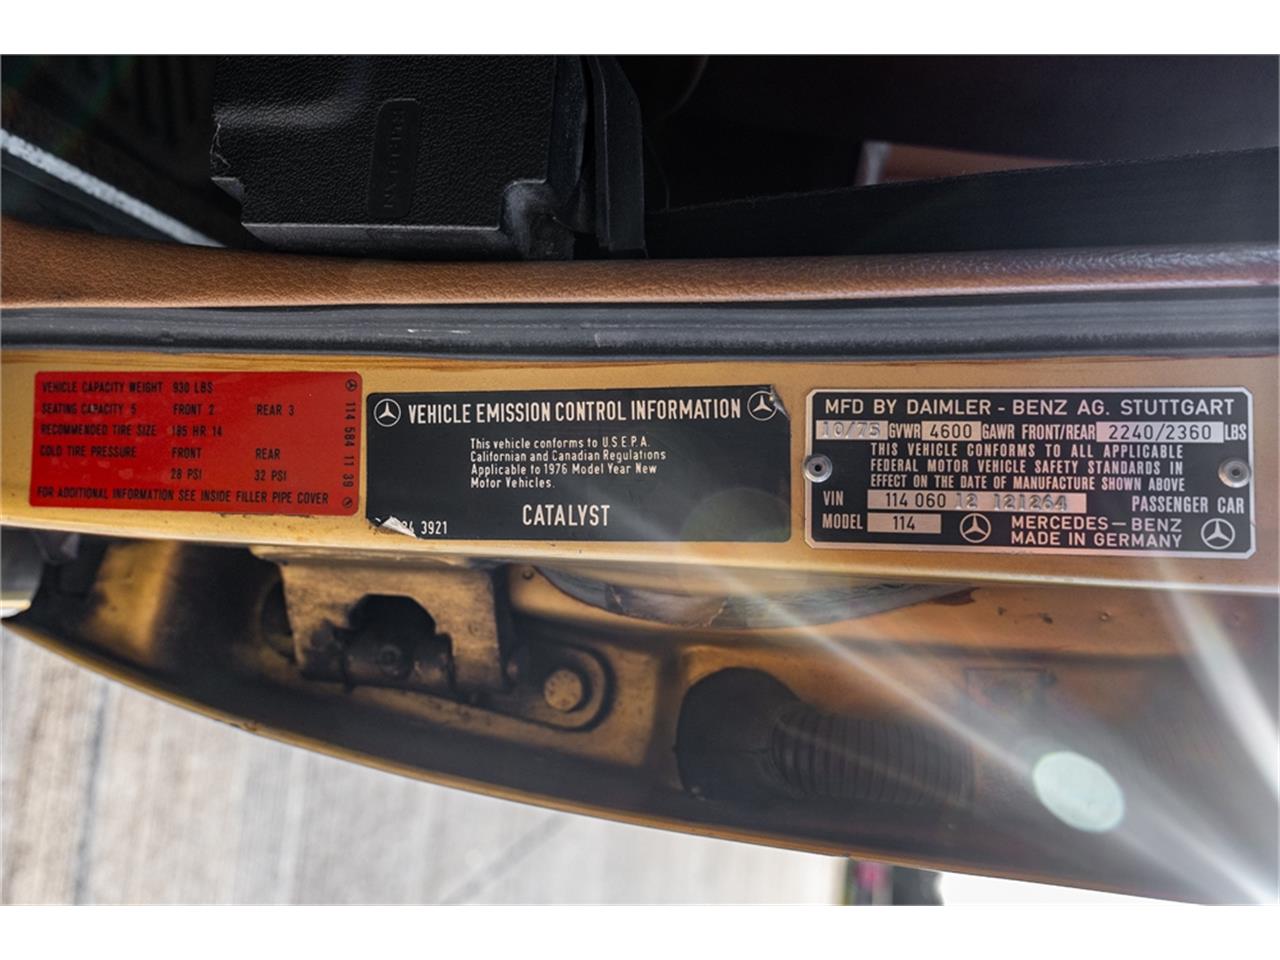 VEHICLE CAPACITY WEIGHT 930 LBS
SEATING CAPACITY 5 FRONT 2 REAR 3
RECOMMENDED TIRE SIZE 185 HR 14
COLD TIRE PRESSURE FRONT REAR
28 PSI 32 PSI
FOR ADDITIONAL INFORMATION SEE INSIDE FILLER PIPE COVER
114 584 11 39
VEHICLE EMISSION CONTROL INFORMATION
This vehicle conforms to U.S.E.P.A.
Californian and Canadian Regulations
Applicable to 1976 Model Year New
Motor Vehicles.
CATALYST
3921
MFD BY DAIMLER - BENZ AG. STUTTGART
10/75 GVWR 4600 GAWR FRONT/REAR 2240/2360 LBS
THIS VEHICLE CONFORMS TO ALL APPLICABLE
FEDERAL MOTOR VEHICLE SAFETY STANDARDS IN
EFFECT ON THE DATE OF MANUFACTURE SHOWN ABOVE
VIN 114 060 12 121264 PASSENGER CAR
MODEL 114 MERCEDES-BENZ
MADE IN GERMANY